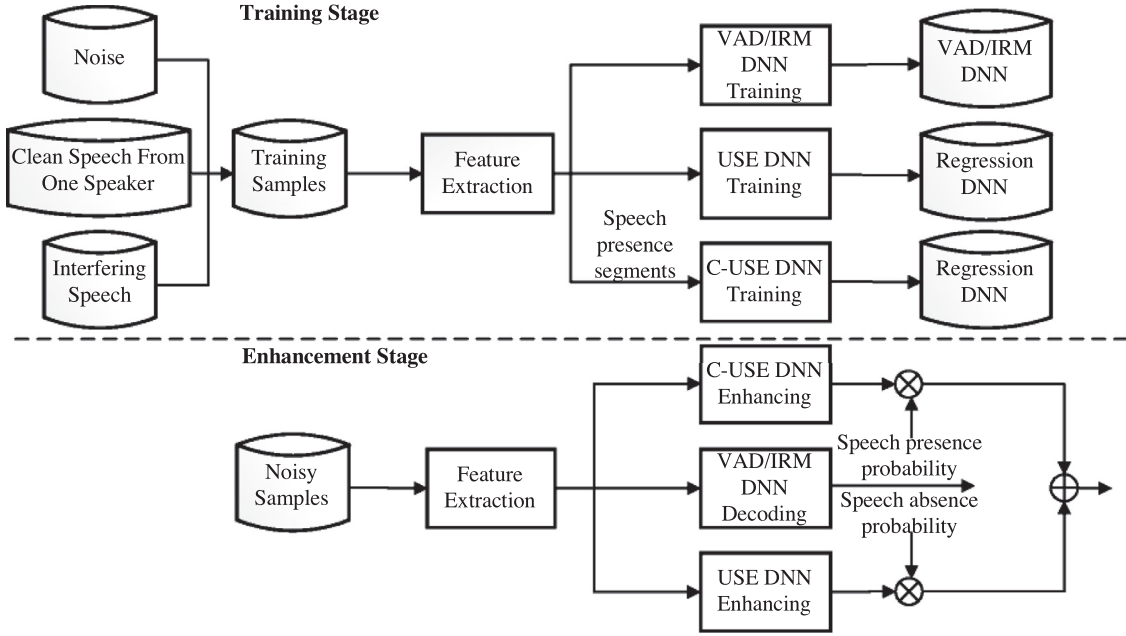 Training Stage
Noise
Clean Speech From
One Speaker
Interfering
Speech
Training
Samples
Feature
Extraction
Speech
presence
segments
VAD/IRM
DNN
Training
USE DNN
Training
C-USE DNN
Training
VAD/IRM
DNN
Regression
DNN
Regression
DNN
Enhancement Stage
Noisy
Samples
Feature
Extraction
C-USE DNN
Enhancing
VAD/IRM
DNN
Decoding
USE DNN
Enhancing
Speech presence
probability
Speech absence
probability